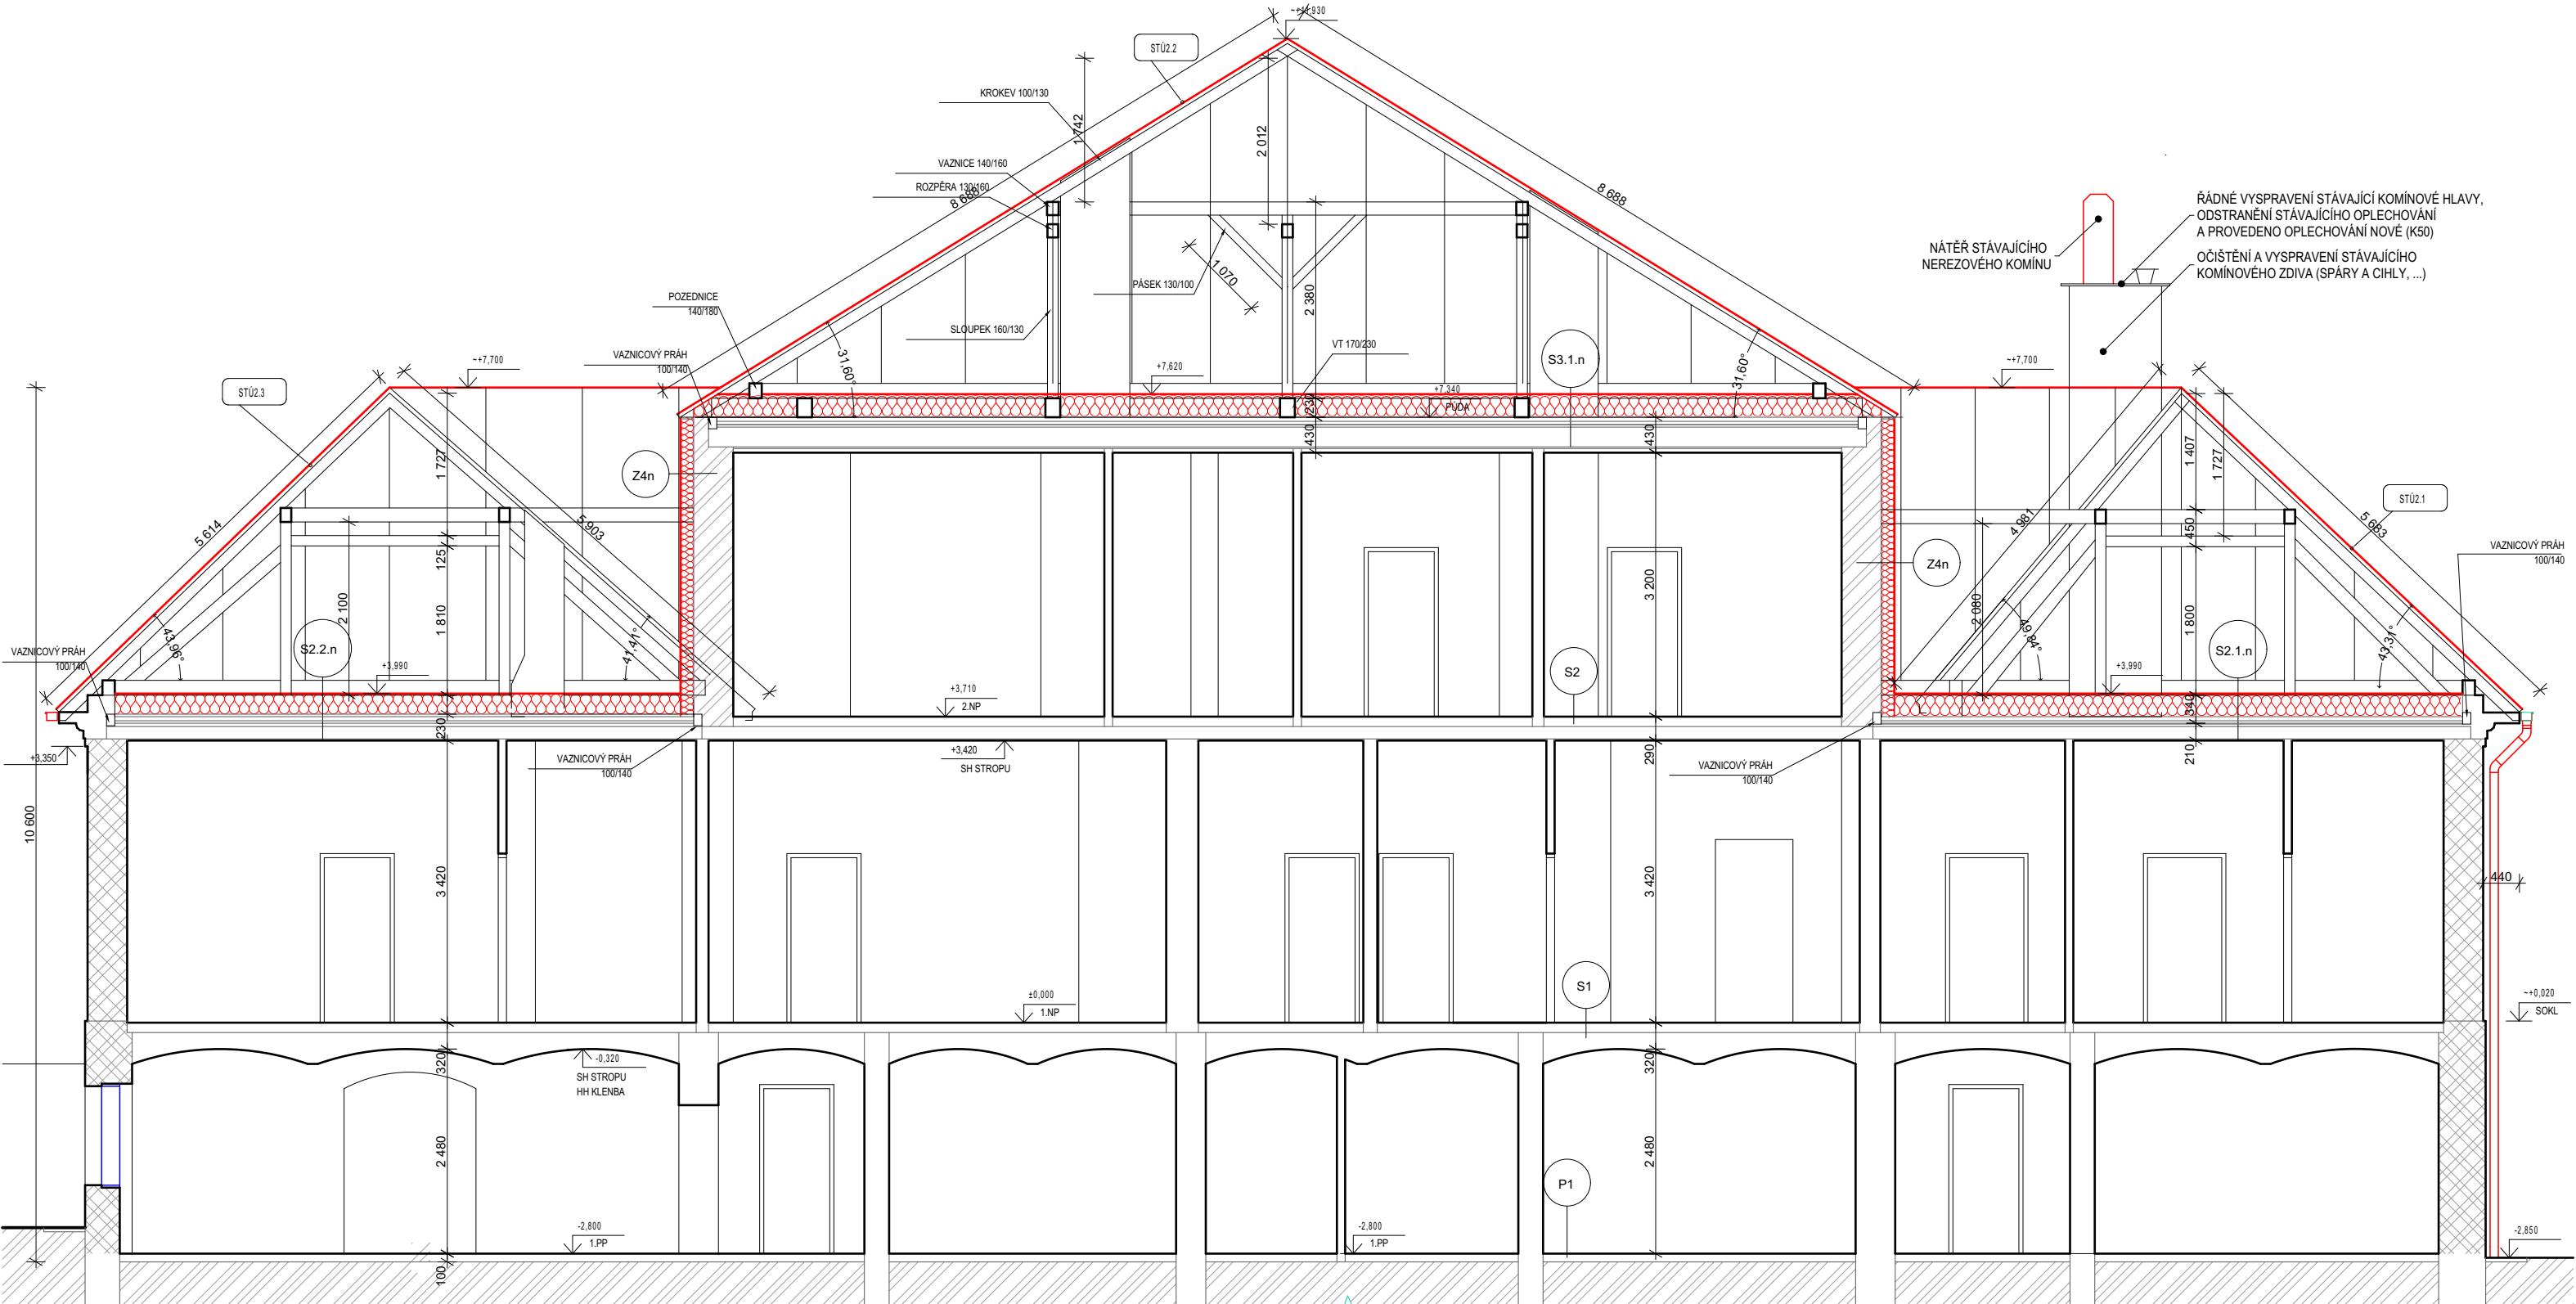 ~+11,930
STŮ2.2
KROKEV 100/130
1 742
2 012
VAZNICE 140/160
ROZPĚRA 130/160
8 688
8 688
ŘÁDNÉ VYSPRAVENÍ STÁVAJÍCÍ KOMÍNOVÉ HLAVY,
ODSTRANĚNÍ STÁVAJÍCÍHO OPLECHOVÁNÍ
A PROVEDENO OPLECHOVÁNÍ NOVÉ (K50)
NÁTĚR STÁVAJÍCÍHO
NEREZOVÉHO KOMÍNU
OČIŠTĚNÍ A VYSPRAVENÍ STÁVAJÍCÍHO
KOMÍNOVÉHO ZDIVA (SPÁRY A CIHLY, ...)
PÁSEK 130/100
1 070
2 380
POZEDNICE
140/180
SLOUPEK 160/130
VT 170/230
VAZNICOVÝ PRÁH
100/140
31,60°
31,60°
S3.1.n
~+7,700
~+7,700
+7,620
+7,340
PŮDA
STŮ2.3
230
430
430
1 727
1 407
1 727
Z4n
STŮ2.1
5 614
5 903
4 981
5 683
125
450
VAZNICOVÝ PRÁH
100/140
Z4n
3 200
2 100
1 810
2 080
1 800
43,96°
S2.2.n
41,41°
49,84°
S2.1.n
43,31°
VAZNICOVÝ PRÁH
100/140
+3,990
S2
+3,990
+3,710
2.NP
340
230
+3,350
VAZNICOVÝ PRÁH
100/140
+3,420
SH STROPU
290
VAZNICOVÝ PRÁH
100/140
210
10 600
3 420
3 420
440
S1
±0,000
1.NP
~+0,020
SOKL
320
-0,320
SH STROPU
HH KLENBA
320
2 480
2 480
P1
-2,800
1.PP
-2,800
1.PP
-2,850
100